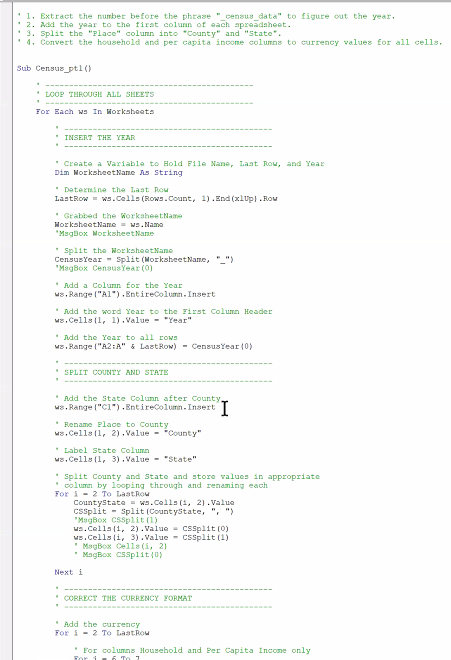 ' 1. Extract the number before the phrase "_census_data" to figure out the year.
' 2. Add the year to the first column of each spreadsheet.
' 3. Split the "Place" column into "County" and "State".
' 4. Convert the household and per capita income columns to currency values for all cells.
Sub Census_pt1()
' --------------------------------------------
' LOOP THROUGH ALL SHEETS
' --------------------------------------------
For Each ws In Worksheets
' --------------------------------------------
' INSERT THE YEAR
' --------------------------------------------
' Create a Variable to Hold File Name, Last Row, and Year
Dim WorksheetName As String
' Determine the Last Row
LastRow = ws.Cells(Rows.Count, 1).End(xlUp).Row
' Grabbed the WorksheetName
WorksheetName = ws.Name
'MsgBox WorksheetName
' Split the WorksheetName
CensusYear = Split(WorksheetName, "_")
'MsgBox CensusYear(0)
' Add a Column for the Year
ws.Range("A1").EntireColumn.Insert
' Add the word Year to the First Column Header
ws.Cells(1, 1).Value = "Year"
' Add the Year to all rows
ws.Range("A2:A" & LastRow) = CensusYear(0)
' --------------------------------------------
' SPLIT COUNTY AND STATE
' --------------------------------------------
' Add the State Column after County
ws.Range("C1").EntireColumn.Insert
' Rename Place to County
ws.Cells(1, 2).Value = "County"
' Label State Column
ws.Cells(1, 3).Value = "State"
' Split County and State and store values in appropriate
' column by looping through and renaming each
For i = 2 To LastRow
CountyState = ws.Cells(i, 2).Value
CSSplit = Split(CountyState, ", ")
'MsgBox CSSplit(1)
ws.Cells(i, 2).Value = CSSplit(0)
ws.Cells(i, 3).Value = CSSplit(1)
' MsgBox Cells(i, 2)
' MsgBox CSSplit(0)
Next i
' --------------------------------------------
' CORRECT THE CURRENCY FORMAT
' --------------------------------------------
' Add the currency
For i = 2 To LastRow
' For columns Household and Per Capita Income only
For j = 6 To 7